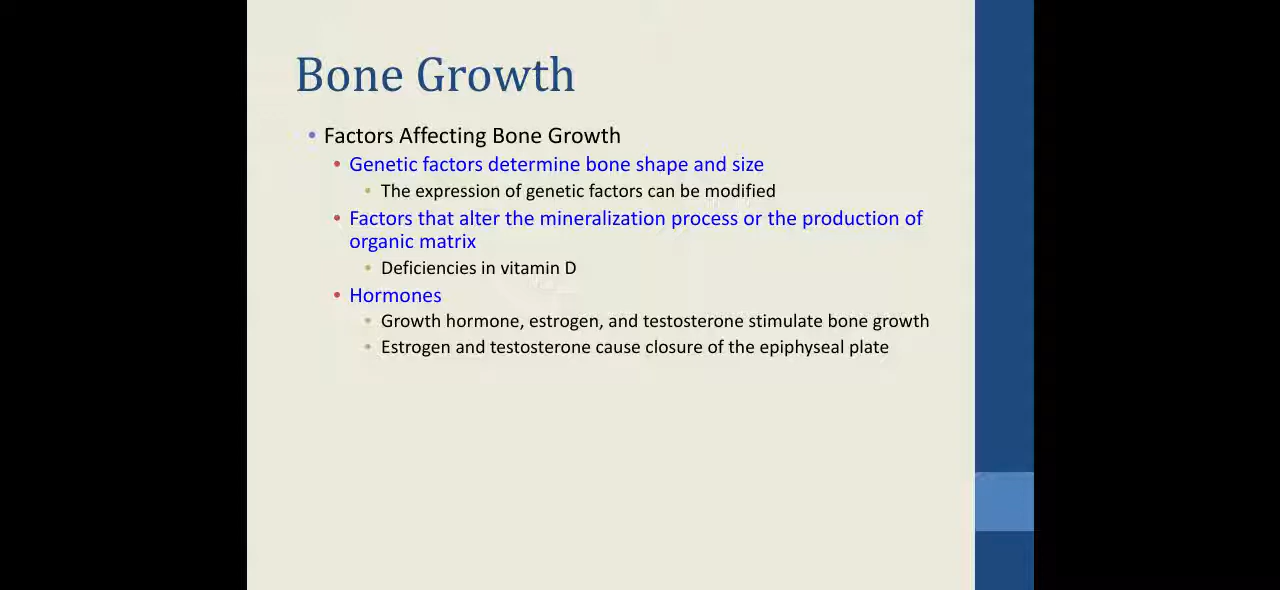 Bone Growth
• Factors Affecting Bone Growth
• Genetic factors determine bone shape and size
• The expression of genetic factors can be modified
• Factors that alter the mineralization process or the production of
organic matrix
• Deficiencies in vitamin D
• Hormones
• Growth hormone, estrogen, and testosterone stimulate bone growth
• Estrogen and testosterone cause closure of the epiphyseal plate